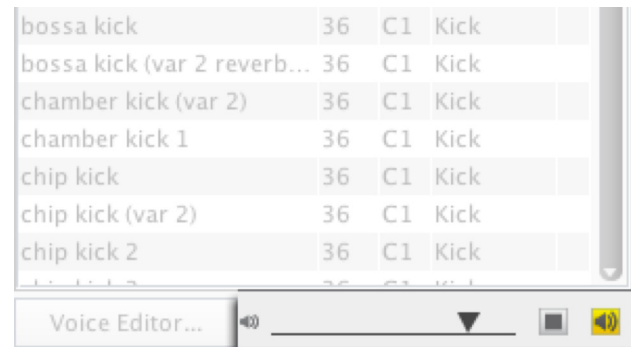 bossa kick 36 C1 Kick
bossa kick (var 2 reverb... 36 C1 Kick
chamber kick (var 2) 36 C1 Kick
chamber kick 1 36 C1 Kick
chip kick 36 C1 Kick
chip kick (var 2) 36 C1 Kick
chip kick 2 36 C1 Kick
Voice Editor...